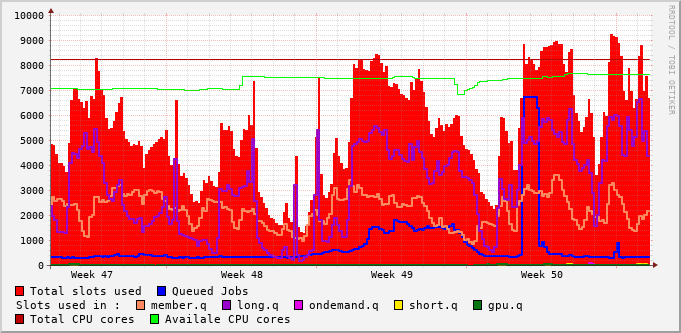 10000
9000
8000
7000
6000
5000
4000
3000
2000
1000
0
Week 47 Week 48 Week 49 Week 50
Total slots used Queued Jobs
Slots used in : member.q long.q ondemand.q short.q gpu.q
Total CPU cores Availale CPU cores
RRDTOOL / TOBI OETIKER